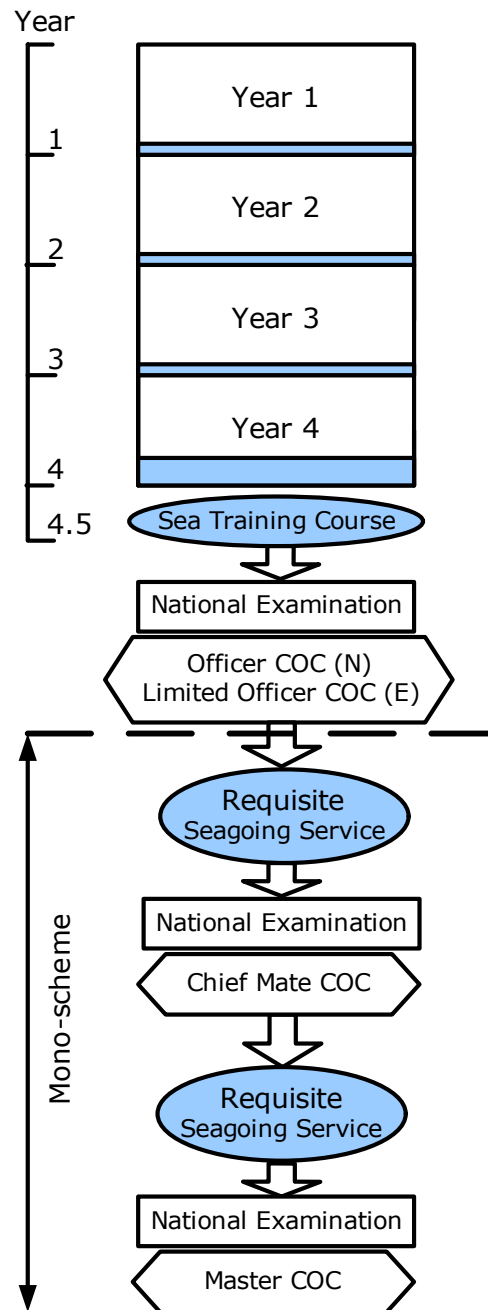 Year
Year 1
1
Year 2
2
Year 3
3
Year 4
4
4.5
Sea Training Course
National Examination
Officer COC (N)
Limited Officer COC (E)
Requisite
Seagoing Service
National Examination
Chief Mate COC
Mono-scheme
Requisite
Seagoing Service
National Examination
Master COC